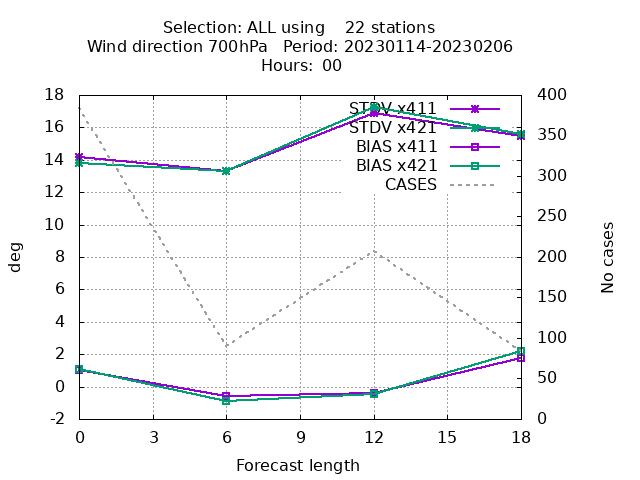 Selection: ALL using 22 stations
Wind direction 700hPa Period: 20230114-20230206
Hours: 00
18
16
14
12
10
8
6
4
2
0
-2
400
350
300
250
200
150
100
50
0
STDV x411
STDV x421
BIAS x411
BIAS x421
CASES
deg
No cases
0 3 6 9 12 15 18
Forecast length